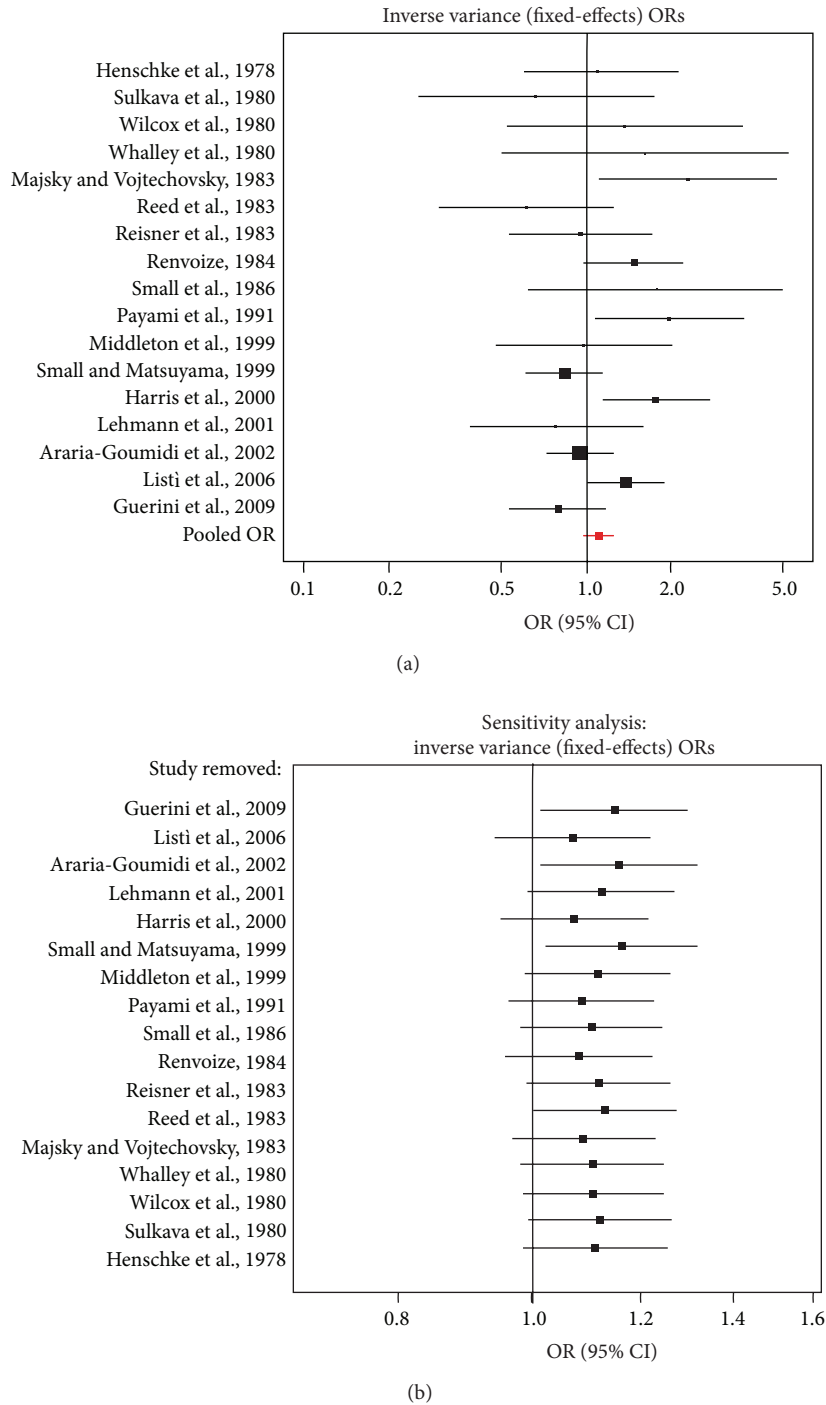 Inverse variance (fixed-effects) ORs
Henschke et al., 1978
Sulkava et al., 1980
Wilcox et al., 1980
Whalley et al., 1980
Majsky and Vojtechovsky, 1983
Reed et al., 1983
Reisner et al., 1983
Renvoize, 1984
Small et al., 1986
Payami et al., 1991
Middleton et al., 1999
Small and Matsuyama, 1999
Harris et al., 2000
Lehmann et al., 2001
Araria-Goumidi et al., 2002
Listì et al., 2006
Guerini et al., 2009
Pooled OR
0.1 0.2 0.5 1.0 2.0 5.0
OR (95% CI)
(a)
Sensitivity analysis:
inverse variance (fixed-effects) ORs
Study removed:
Guerini et al., 2009
Listì et al., 2006
Araria-Goumidi et al., 2002
Lehmann et al., 2001
Harris et al., 2000
Small and Matsuyama, 1999
Middleton et al., 1999
Payami et al., 1991
Small et al., 1986
Renvoize, 1984
Reisner et al., 1983
Reed et al., 1983
Majsky and Vojtechovsky, 1983
Whalley et al., 1980
Wilcox et al., 1980
Sulkava et al., 1980
Henschke et al., 1978
0.8 1.0 1.2 1.4 1.6
OR (95% CI)
(b)